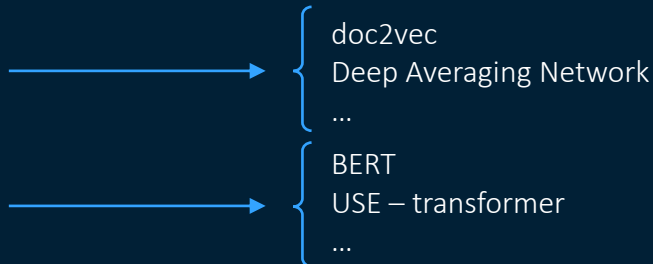 doc2vec
Deep Averaging Network
...
BERT
USE – transformer
...